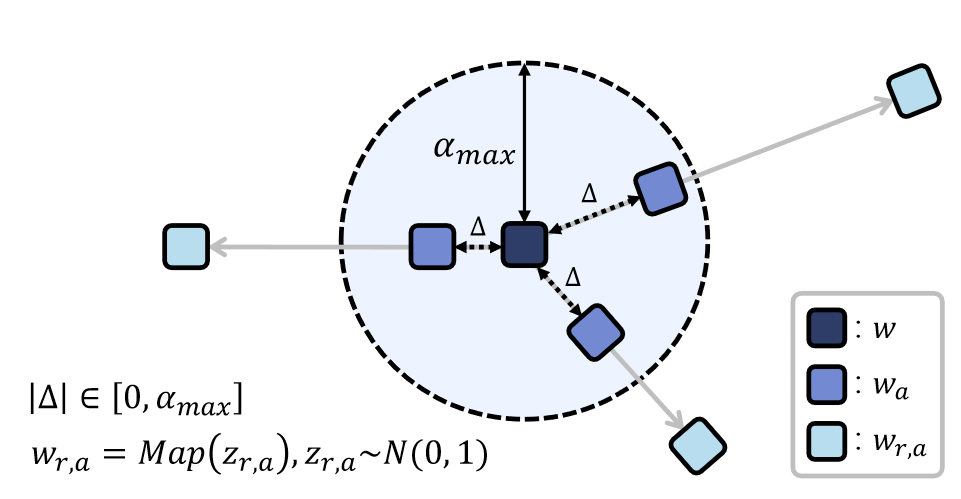 α_max
Δ
Δ
Δ
: w
: w_a
: w_{r,a}
|Δ| ∈ [0, α_max]
w_{r,a} = Map(z_{r,a}), z_{r,a}~N(0, 1)